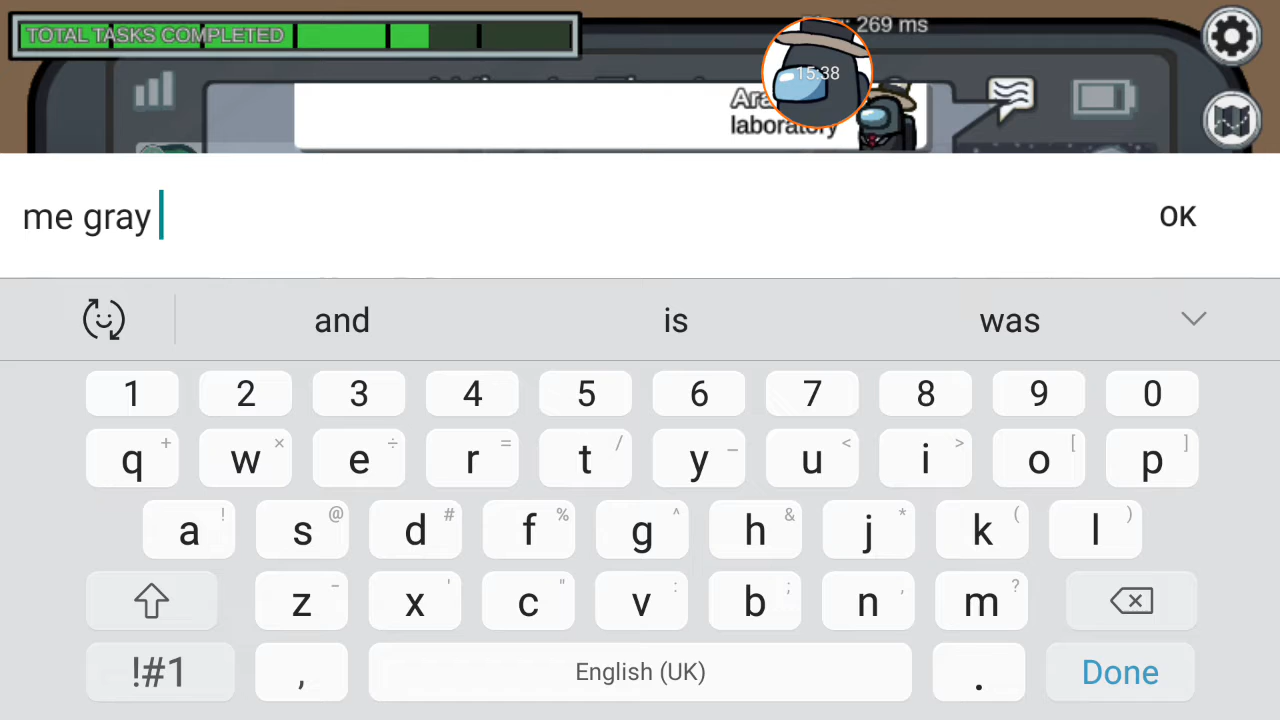 TOTAL TASKS COMPLETED
269 ms
15:38
laboratory
me gray
OK
and is was
1 2 3 4 5 6 7 8 9 0
q + w × e ÷ r = t / y _ u < i > o [ p ]
a ! s @ d # f % g ^ h & j * k ( l )
z - x ' c " v : b ; n , m ?
!#1 , English (UK) . Done